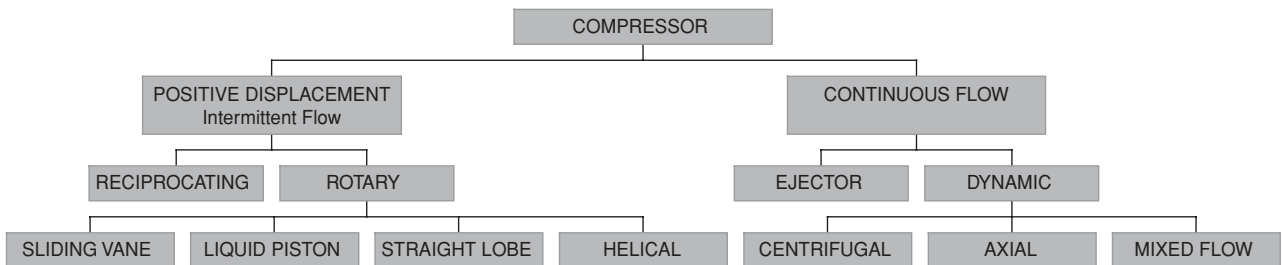 COMPRESSOR
POSITIVE DISPLACEMENT
Intermittent Flow
CONTINUOUS FLOW
RECIPROCATING
ROTARY
EJECTOR
DYNAMIC
SLIDING VANE
LIQUID PISTON
STRAIGHT LOBE
HELICAL
CENTRIFUGAL
AXIAL
MIXED FLOW